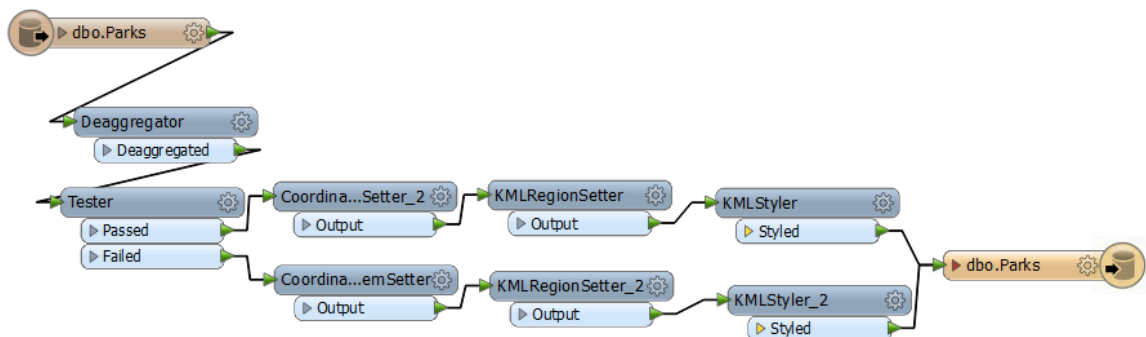 dbo.Parks
Deaggregator
Deaggregated
Tester
Passed
Failed
Coordina...Setter_2
Output
KMLRegionSetter
Output
KMLStyler
Styled
Coordina...emSetter
Output
KMLRegionSetter_2
Output
KMLStyler_2
Styled
dbo.Parks